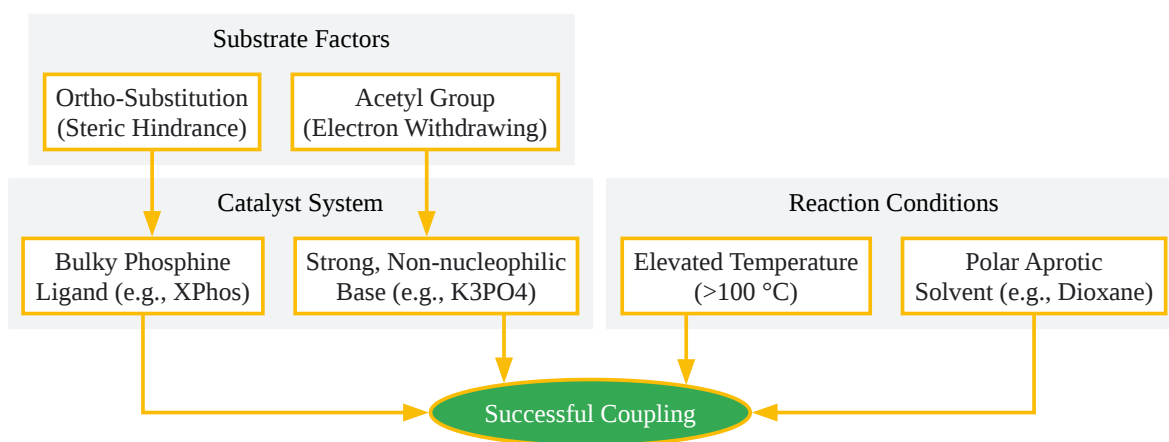 Substrate Factors
Ortho-Substitution
(Steric Hindrance)
Acetyl Group
(Electron Withdrawing)
Catalyst System
Bulky Phosphine
Ligand (e.g., XPhos)
Strong, Non-nucleophilic
Base (e.g., K3PO4)
Reaction Conditions
Elevated Temperature
(>100 °C)
Polar Aprotic
Solvent (e.g., Dioxane)
Successful Coupling